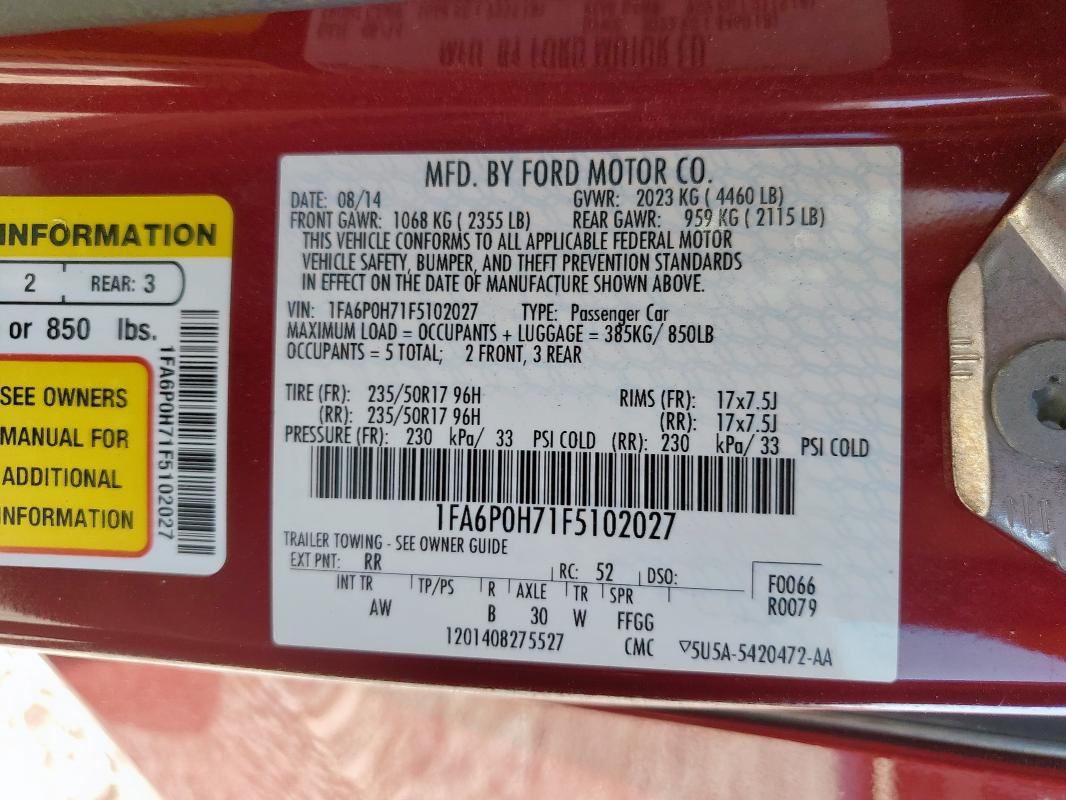 INFORMATION
2 REAR: 3
or 850 lbs.
SEE OWNERS
MANUAL FOR
ADDITIONAL
INFORMATION
1FA6P0H71F5102027
MFD. BY FORD MOTOR CO.
DATE: 08/14 GVWR: 2023 KG ( 4460 LB)
FRONT GAWR: 1068 KG ( 2355 LB) REAR GAWR: 959 KG ( 2115 LB)
THIS VEHICLE CONFORMS TO ALL APPLICABLE FEDERAL MOTOR
VEHICLE SAFETY, BUMPER, AND THEFT PREVENTION STANDARDS
IN EFFECT ON THE DATE OF MANUFACTURE SHOWN ABOVE.
VIN: 1FA6P0H71F5102027 TYPE: Passenger Car
MAXIMUM LOAD = OCCUPANTS + LUGGAGE = 385KG/ 850LB
OCCUPANTS = 5 TOTAL; 2 FRONT, 3 REAR
TIRE (FR): 235/50R17 96H RIMS (FR): 17x7.5J
(RR): 235/50R17 96H (RR): 17x7.5J
PRESSURE (FR): 230 kPa/ 33 PSI COLD (RR): 230 kPa/ 33 PSI COLD
1FA6P0H71F5102027
TRAILER TOWING - SEE OWNER GUIDE
EXT PNT: RR RC: 52 DSO: F0066
INT TR TP/PS R AXLE TR SPR R0079
AW B 30 W FFGG
1201408275527 CMC ▽5U5A-5420472-AA